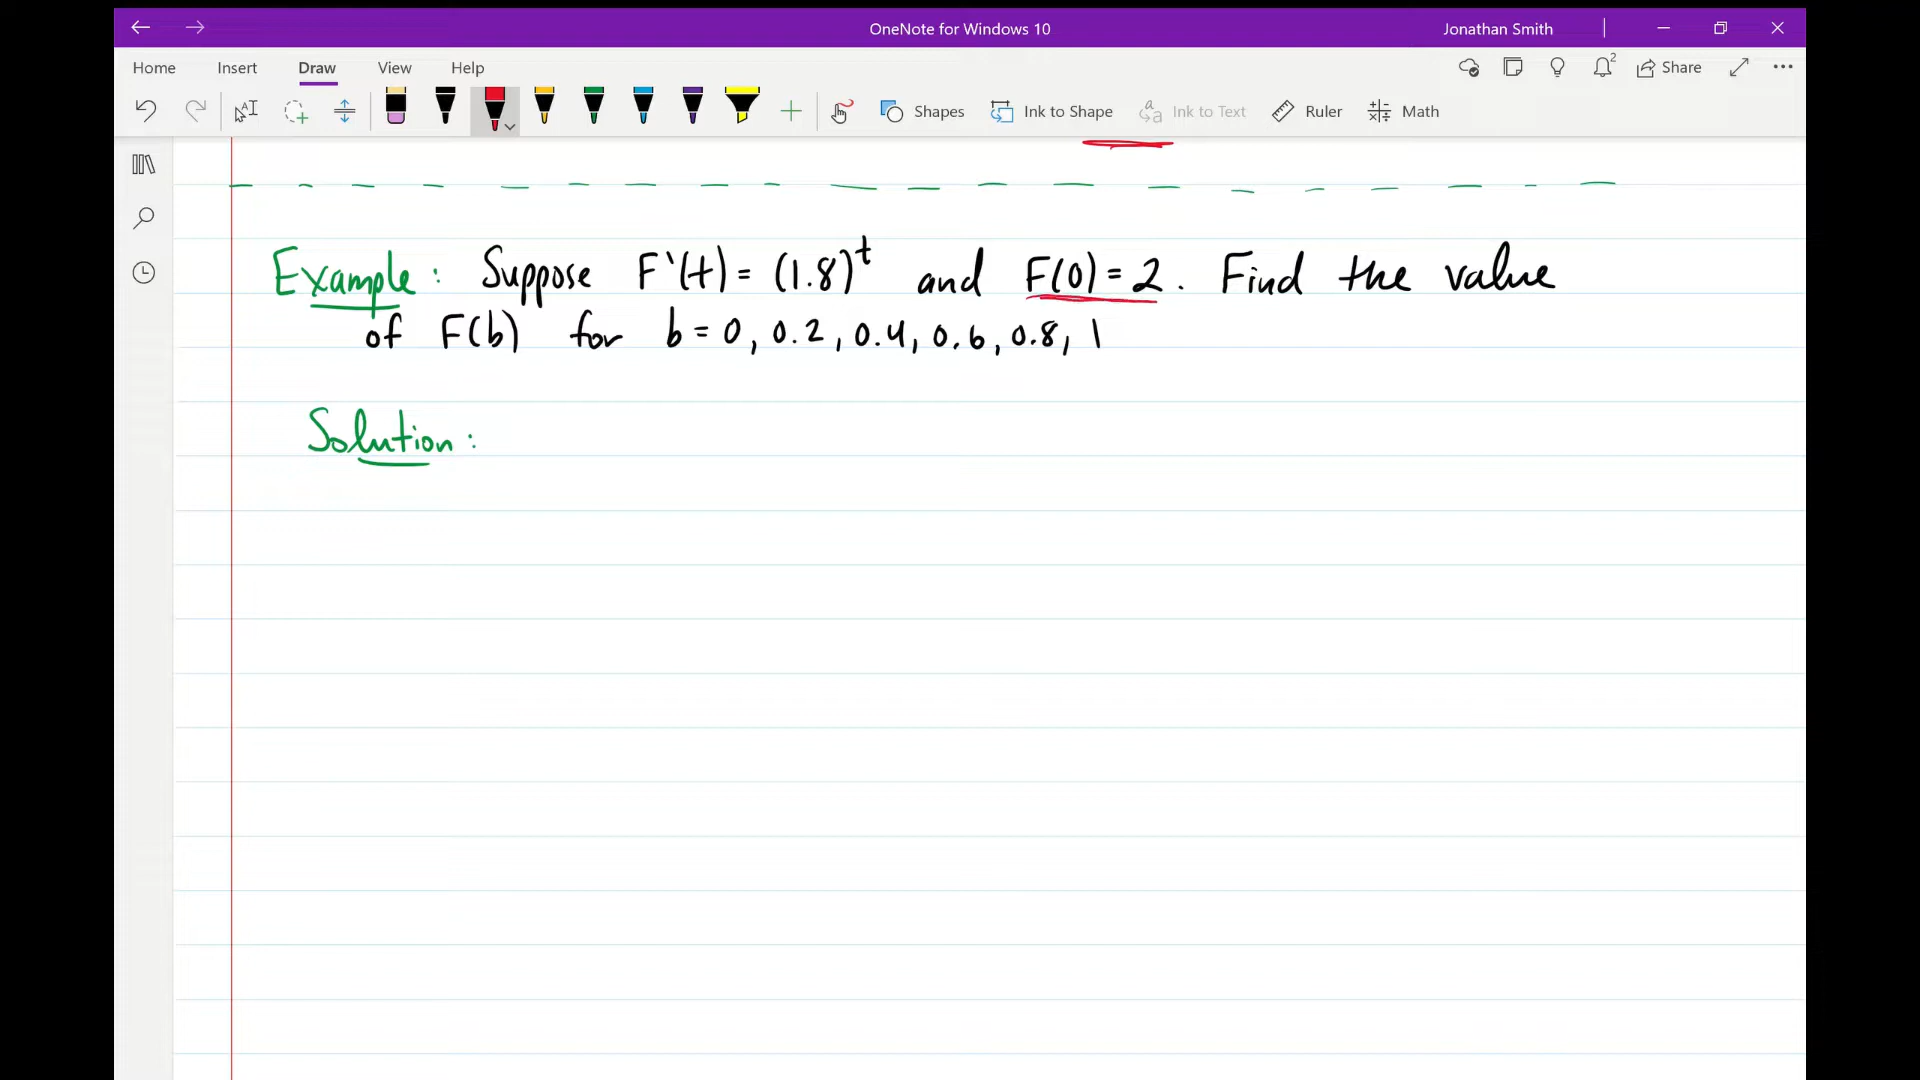 OneNote for Windows 10
Jonathan Smith
Home Insert Draw View Help
2 Share
Shapes Ink to Shape Ink to Text Ruler Math
Example: Suppose F'(t) = (1.8)^t and F(0) = 2. Find the value
of F(b) for b = 0, 0.2, 0.4, 0.6, 0.8, 1
Solution: